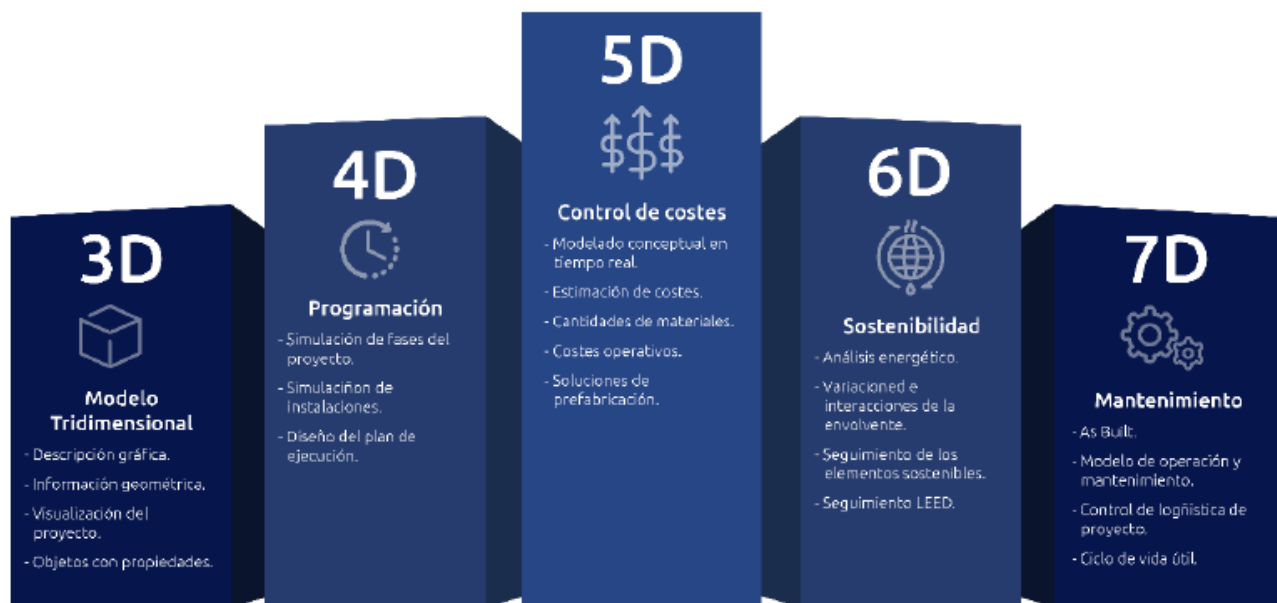 3D
Modelo
Tridimensional
- Descripción gráfica.
- Información geométrica.
- Visualización del
proyecto.
- Objetos con propiedades.
4D
Programación
- Simulación de fases del
proyecto.
- Simulaciñon de
instalaciones.
- Diseño del plan de
ejecución.
5D
Control de costes
- Modelado conceptual en
tiempo real.
- Estimación de costes.
- Cantidades de materiales.
- Costes operativos.
- Soluciones de
prefabricación.
6D
Sostenibilidad
- Análisis energético.
- Variacioned e
interacciones de la
envolvente.
- Seguimiento de los
elementos sostenibles.
- Seguimiento LEED.
7D
Mantenimiento
- As Built.
- Modelo de operación y
mantenimiento.
- Control de logñistica de
proyecto.
- Ciclo de vida útil.